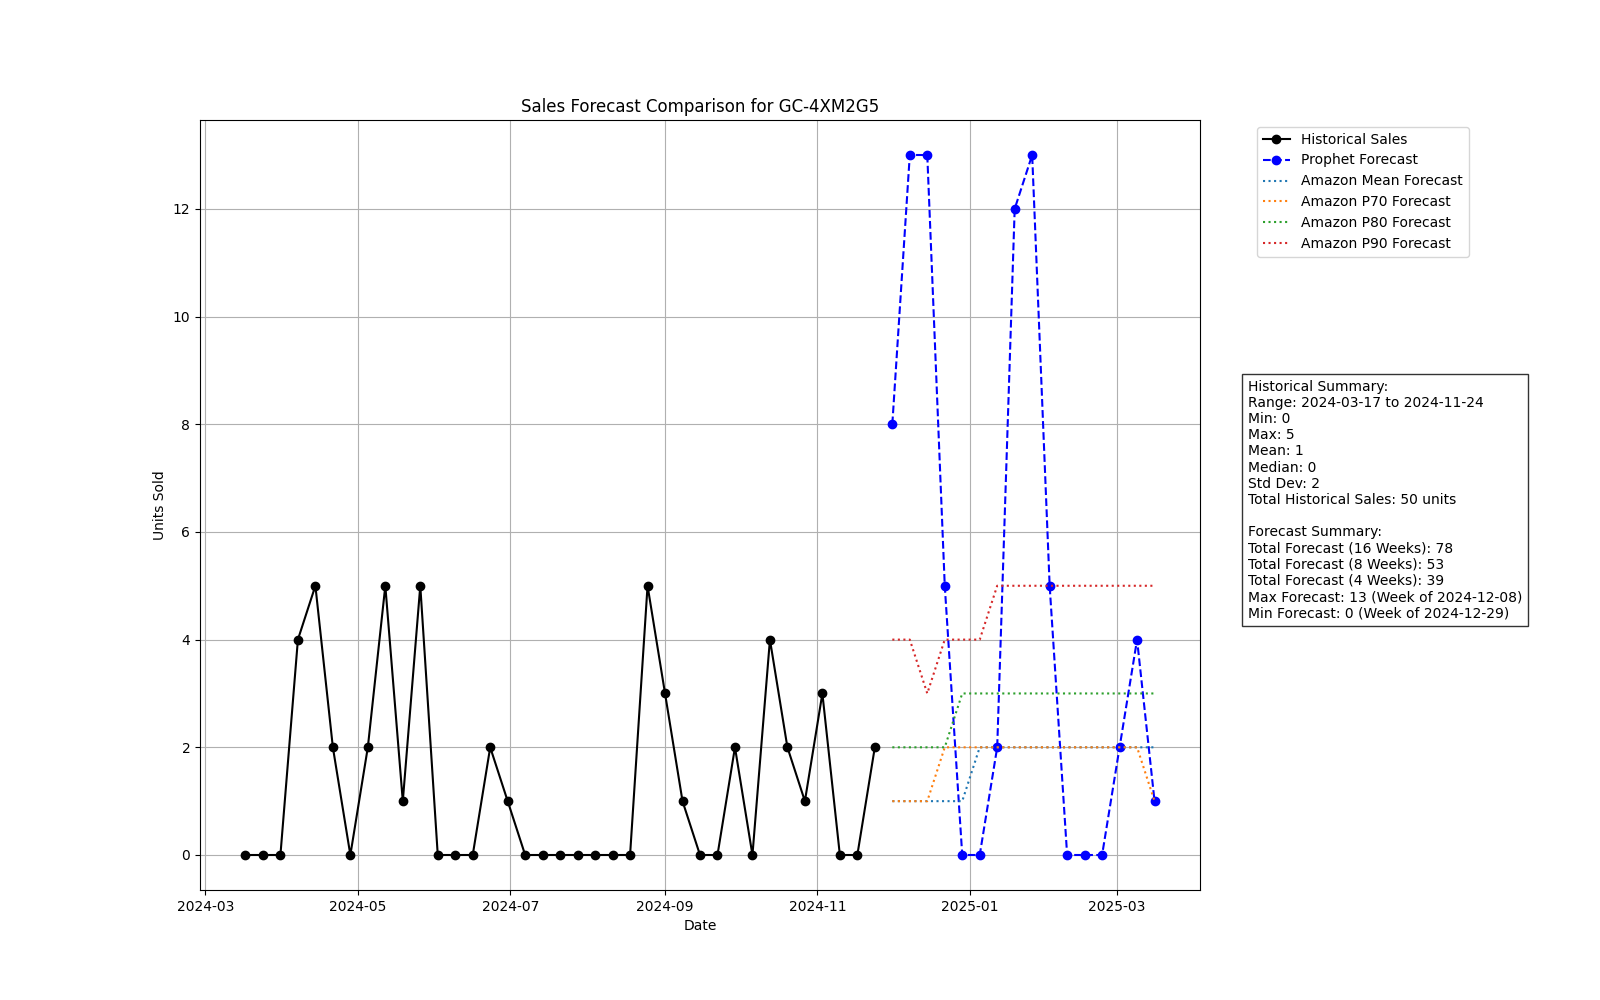 Sales Forecast Comparison for GC-4XM2G5
Historical Sales
Prophet Forecast
Amazon Mean Forecast
Amazon P70 Forecast
Amazon P80 Forecast
Amazon P90 Forecast
12
10
8
6
4
2
0
Units Sold
2024-03
2024-05
2024-07
2024-09
2024-11
2025-01
2025-03
Date
Historical Summary:
Range: 2024-03-17 to 2024-11-24
Min: 0
Max: 5
Mean: 1
Median: 0
Std Dev: 2
Total Historical Sales: 50 units
Forecast Summary:
Total Forecast (16 Weeks): 78
Total Forecast (8 Weeks): 53
Total Forecast (4 Weeks): 39
Max Forecast: 13 (Week of 2024-12-08)
Min Forecast: 0 (Week of 2024-12-29)